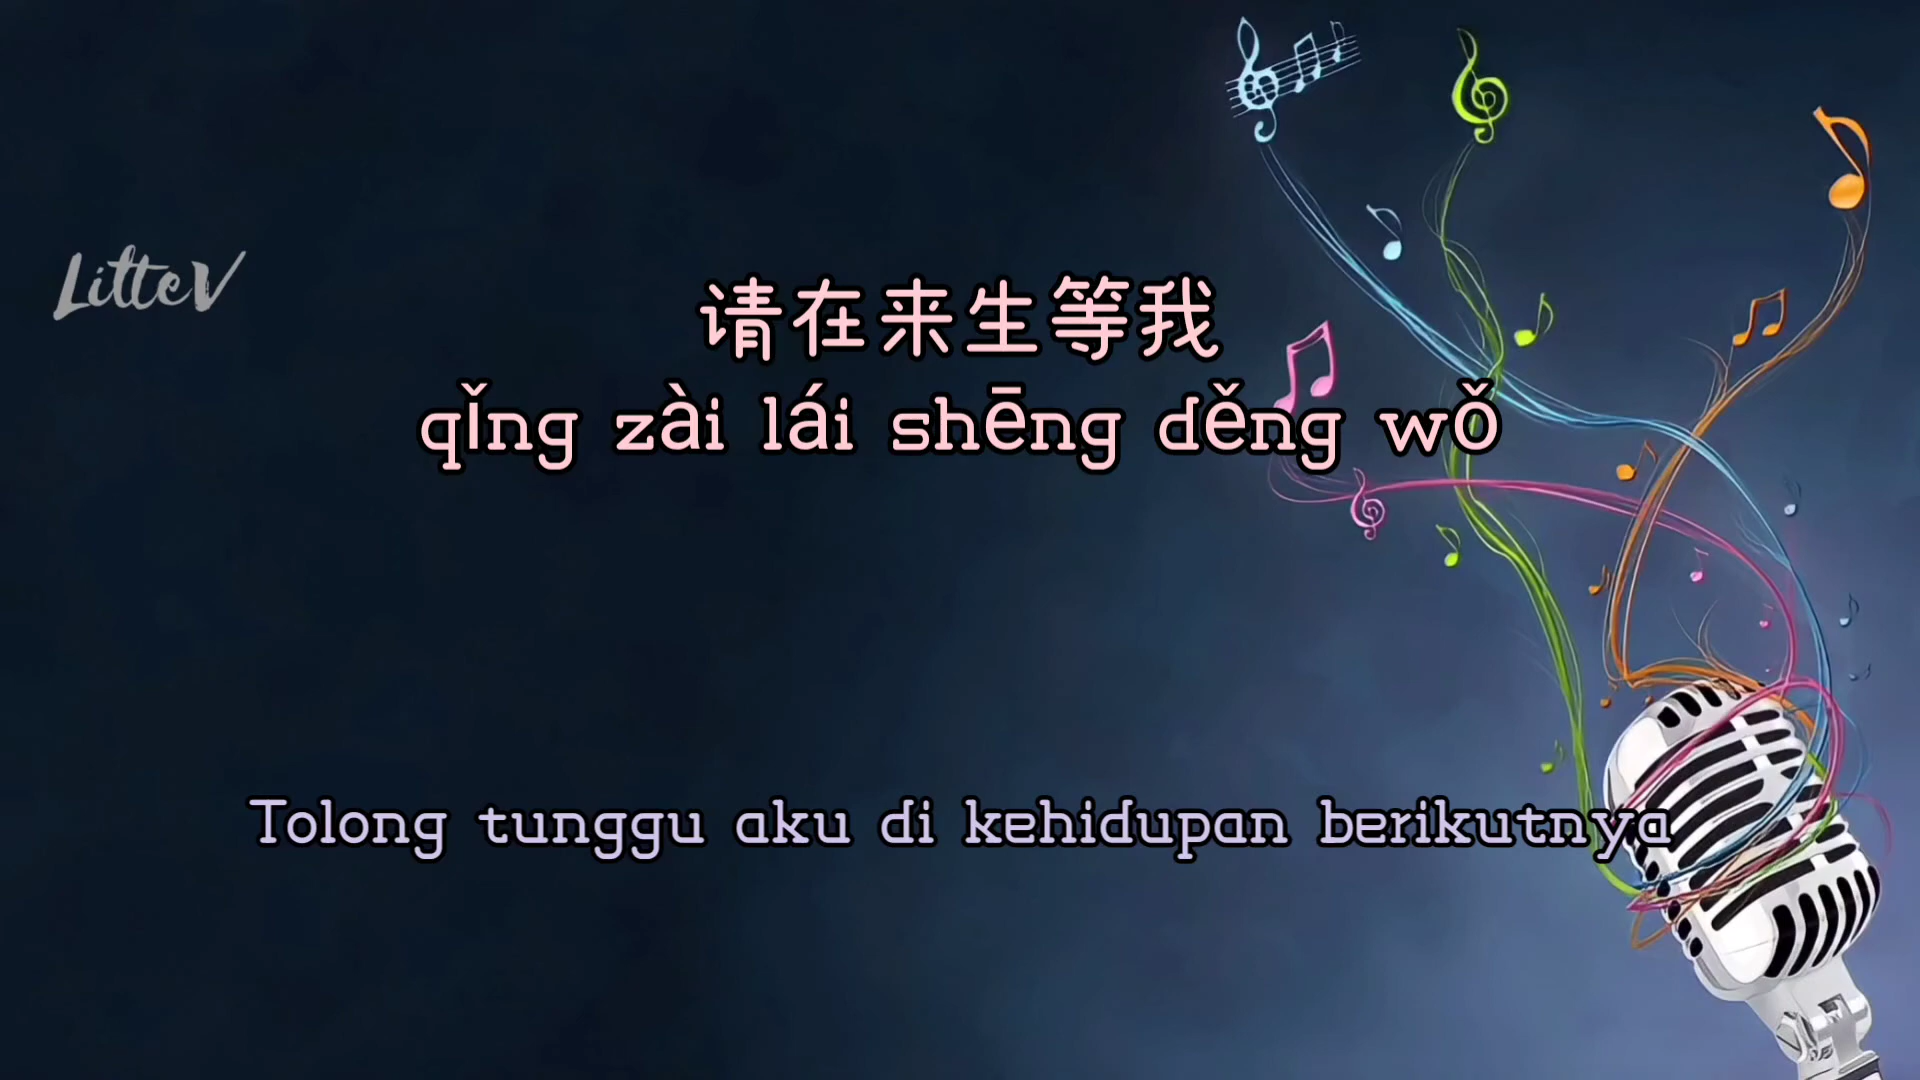 LitteV
请在来生等我
qǐng zài lái shēng děng wǒ
Tolong tunggu aku di kehidupan berikutnya